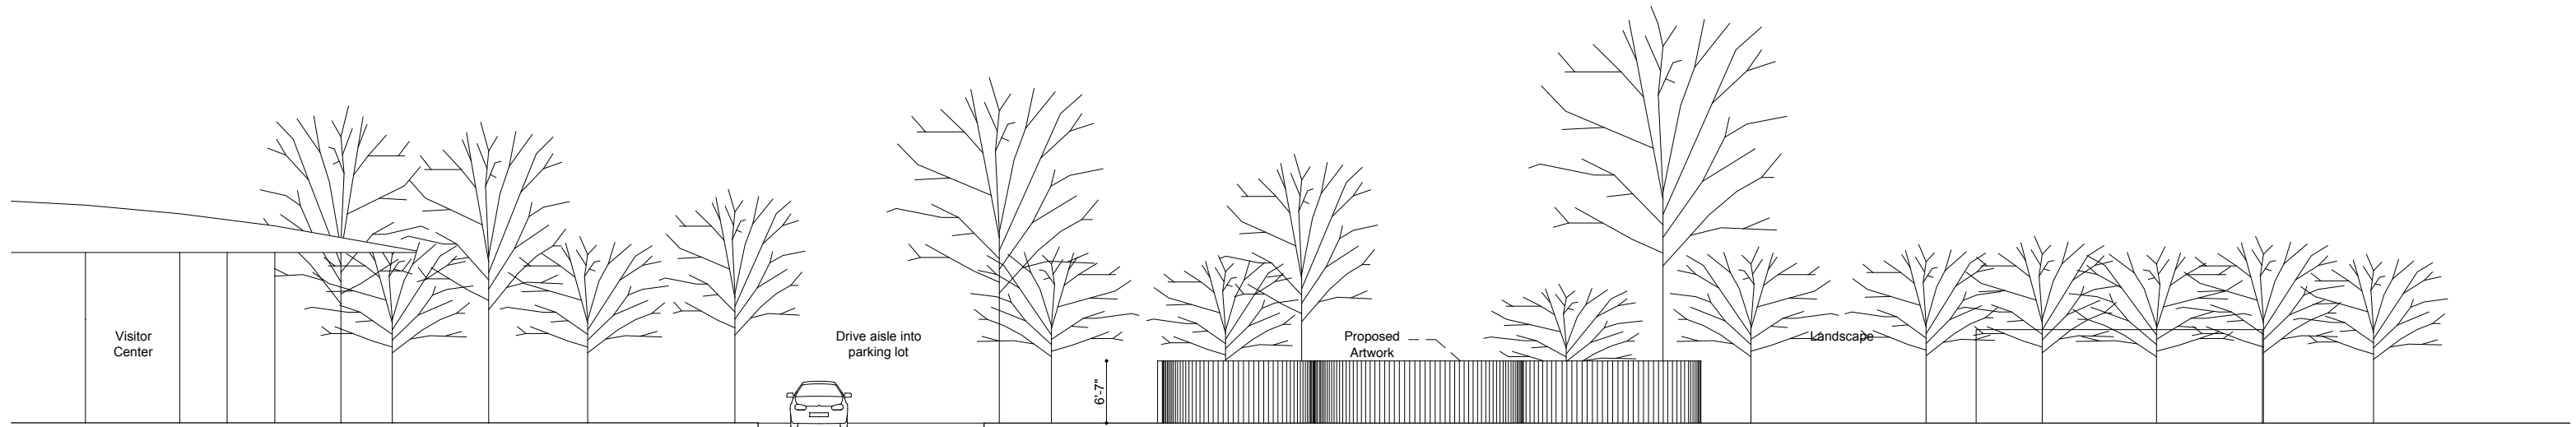 Visitor
Center
Drive aisle into
parking lot
6'-7"
Proposed
Artwork
Landscape